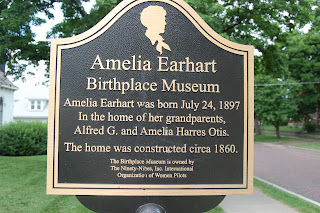 Amelia Earhart
Birthplace Museum
Amelia Earhart was born July 24, 1897
In the home of her grandparents,
Alfred G. and Amelia Harres Otis.
The home was constructed circa 1860.
The Birthplace Museum is owned by
The Ninety-Nines, Inc. International
Organization of Women Pilots